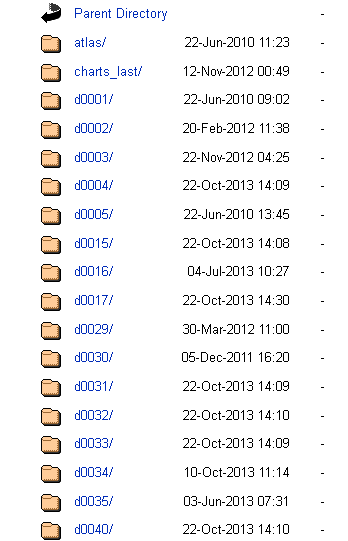 Parent Directory -
atlas/ 22-Jun-2010 11:23 -
charts_last/ 12-Nov-2012 00:49 -
d0001/ 22-Jun-2010 09:02 -
d0002/ 20-Feb-2012 11:38 -
d0003/ 22-Nov-2012 04:25 -
d0004/ 22-Oct-2013 14:09 -
d0005/ 22-Jun-2010 13:45 -
d0015/ 22-Oct-2013 14:08 -
d0016/ 04-Jul-2013 10:27 -
d0017/ 22-Oct-2013 14:30 -
d0029/ 30-Mar-2012 11:00 -
d0030/ 05-Dec-2011 16:20 -
d0031/ 22-Oct-2013 14:09 -
d0032/ 22-Oct-2013 14:10 -
d0033/ 22-Oct-2013 14:09 -
d0034/ 10-Oct-2013 11:14 -
d0035/ 03-Jun-2013 07:31 -
d0040/ 22-Oct-2013 14:10 -